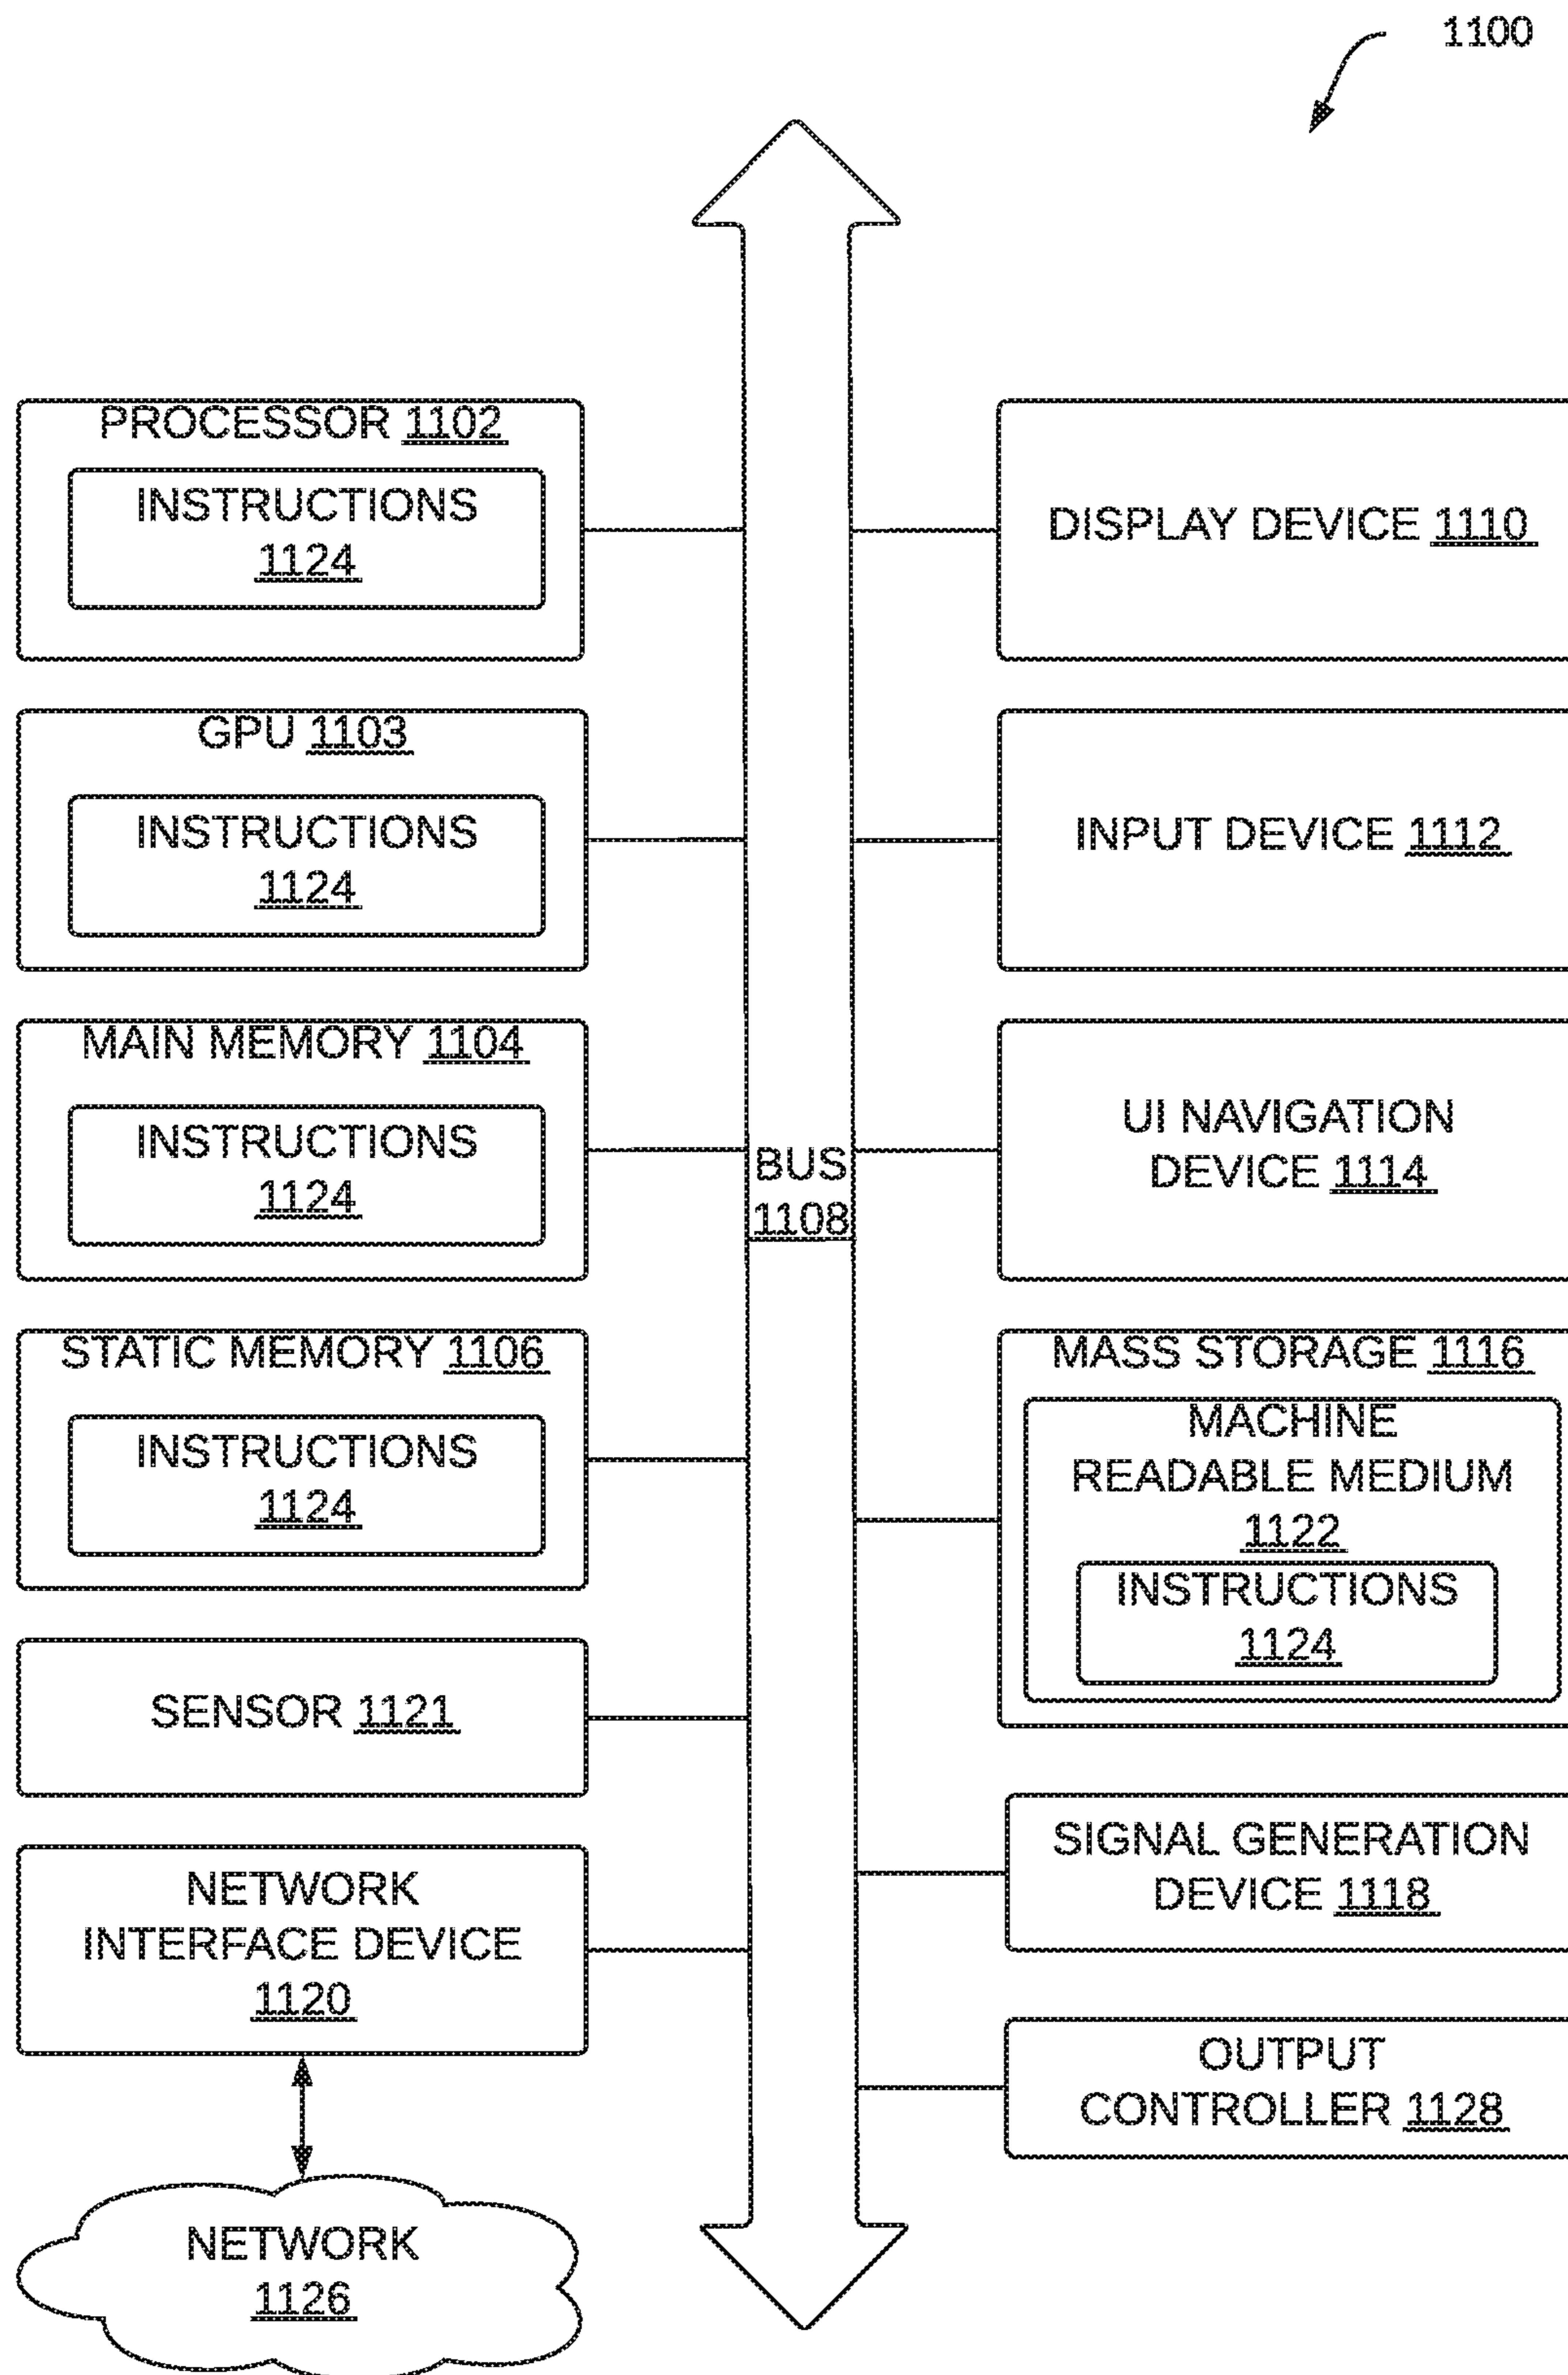 1100
PROCESSOR 1102
INSTRUCTIONS
1124
GPU 1103
INSTRUCTIONS
1124
MAIN MEMORY 1104
INSTRUCTIONS
1124
STATIC MEMORY 1106
INSTRUCTIONS
1124
SENSOR 1121
NETWORK
INTERFACE DEVICE
1120
NETWORK
1126
BUS
1108
DISPLAY DEVICE 1110
INPUT DEVICE 1112
UI NAVIGATION
DEVICE 1114
MASS STORAGE 1116
MACHINE
READABLE MEDIUM
1122
INSTRUCTIONS
1124
SIGNAL GENERATION
DEVICE 1118
OUTPUT
CONTROLLER 1128